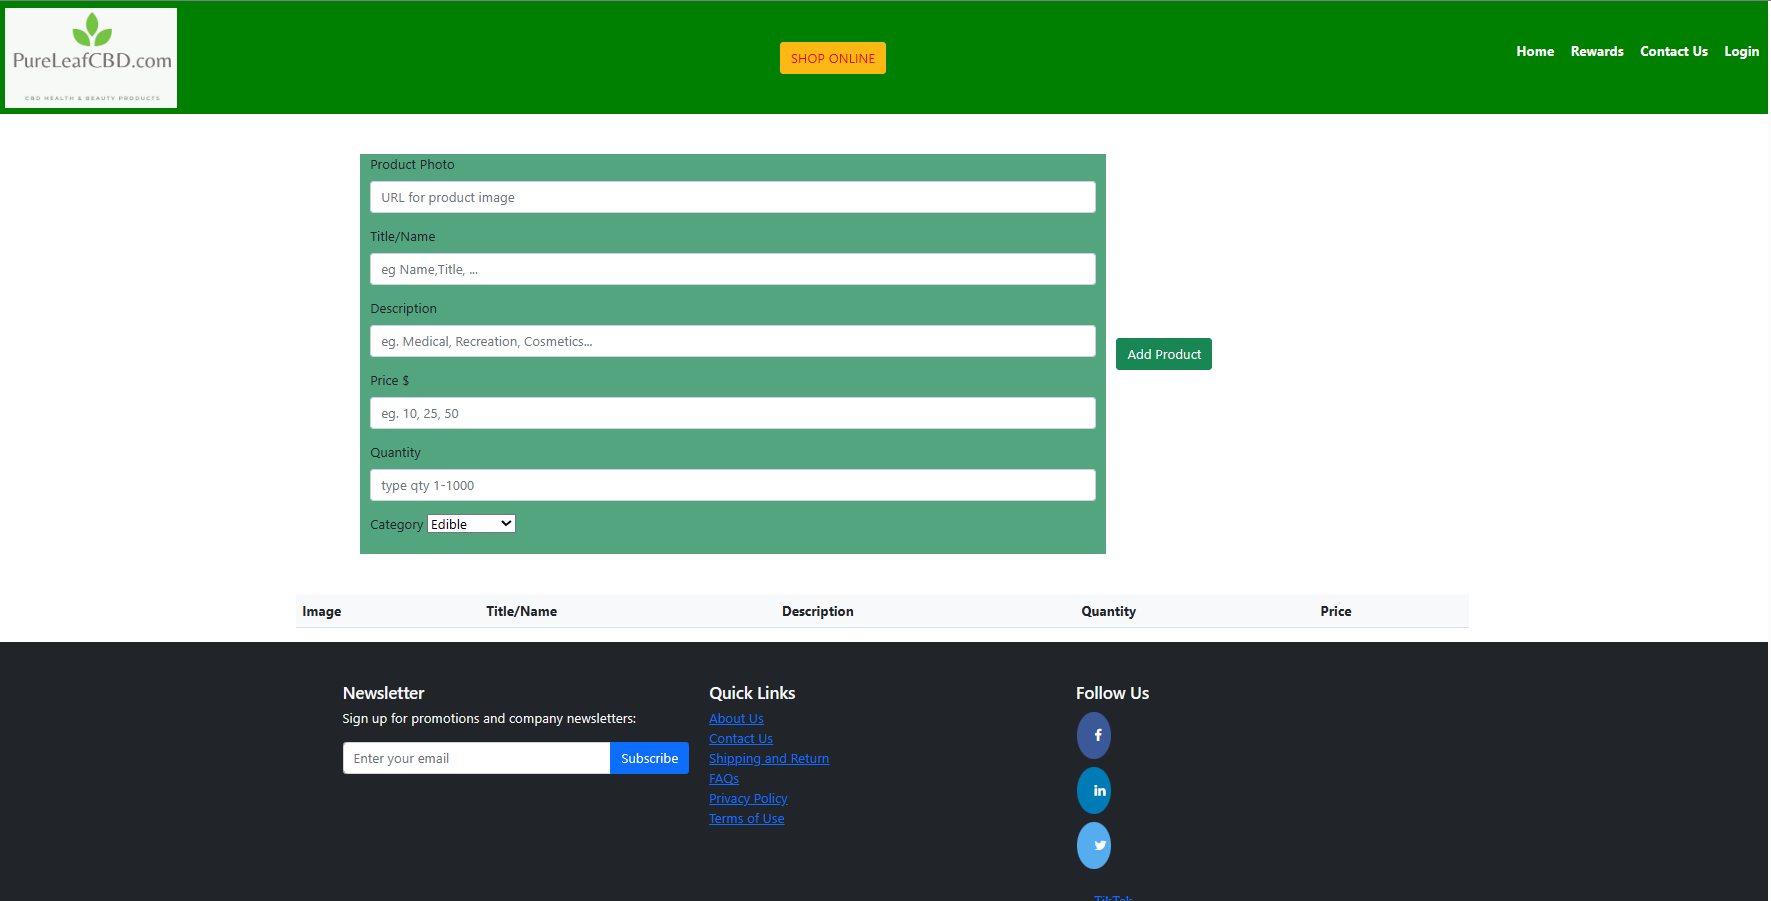 PureLeafCBD.com
CBD HEALTH & BEAUTY PRODUCTS
SHOP ONLINE
Home Rewards Contact Us Login
Product Photo
URL for product image
Title/Name
eg Name,Title, ...
Description
eg. Medical, Recreation, Cosmetics...
Add Product
Price $
eg. 10, 25, 50
Quantity
type qty 1-1000
Category Edible
Image Title/Name Description Quantity Price
Newsletter
Sign up for promotions and company newsletters:
Enter your email Subscribe
Quick Links
About Us
Contact Us
Shipping and Return
FAQs
Privacy Policy
Terms of Use
Follow Us
f
in
TikTok